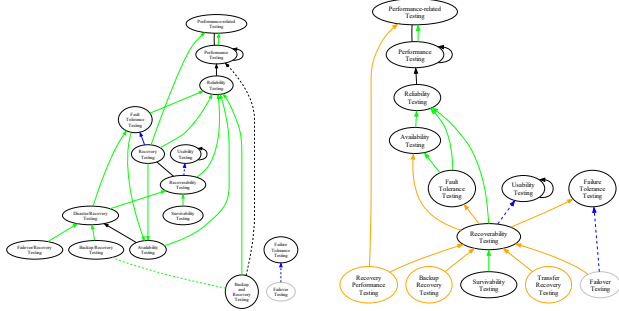 Performance-related
Testing
Performance
Testing
Reliability
Testing
Fault
Tolerance
Testing
Recovery
Testing
Usability
Testing
Recoverability
Testing
Disaster/Recovery
Testing
Survivability
Testing
Failover/Recovery
Testing
Backup/Recovery
Testing
Availability
Testing
Failure
Tolerance
Testing
Backup
and
Recovery
Testing
Failover
Testing
Performance-related
Testing
Performance
Testing
Reliability
Testing
Availability
Testing
Fault
Tolerance
Testing
Usability
Testing
Failure
Tolerance
Testing
Recoverability
Testing
Recovery
Performance
Testing
Backup
Recovery
Testing
Survivability
Testing
Transfer
Recovery
Testing
Failover
Testing